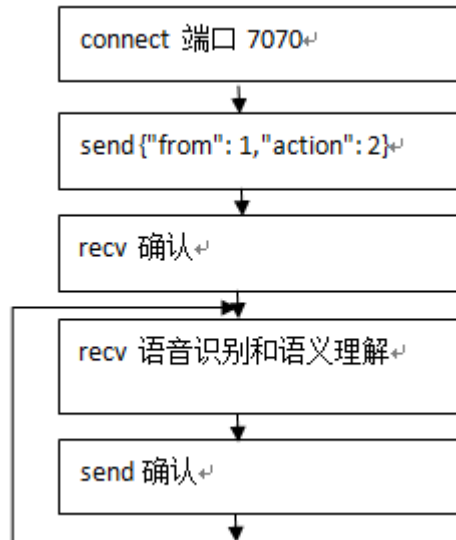 connect 端口 7070↵
send {"from": 1,"action": 2}↵
recv 确认↵
recv 语音识别和语义理解↵
send 确认↵